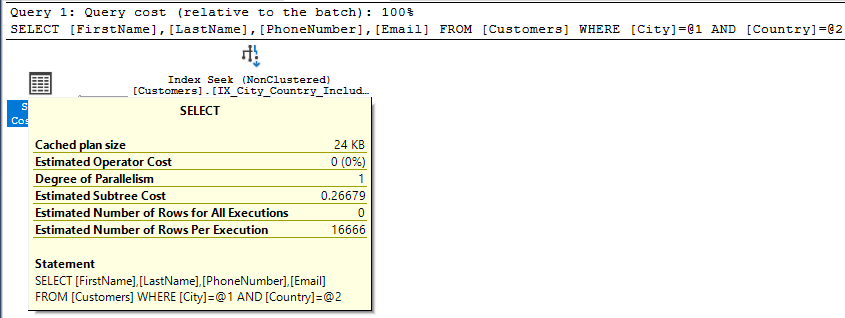 Query 1: Query cost (relative to the batch): 100%
SELECT [FirstName],[LastName],[PhoneNumber],[Email] FROM [Customers] WHERE [City]=@1 AND [Country]=@2
Index Seek (NonClustered)
[Customers].[IX_City_Country_Includ…
SELECT
Cached plan size 24 KB
Estimated Operator Cost 0 (0%)
Degree of Parallelism 1
Estimated Subtree Cost 0.26679
Estimated Number of Rows for All Executions 0
Estimated Number of Rows Per Execution 16666
Statement
SELECT [FirstName],[LastName],[PhoneNumber],[Email]
FROM [Customers] WHERE [City]=@1 AND [Country]=@2